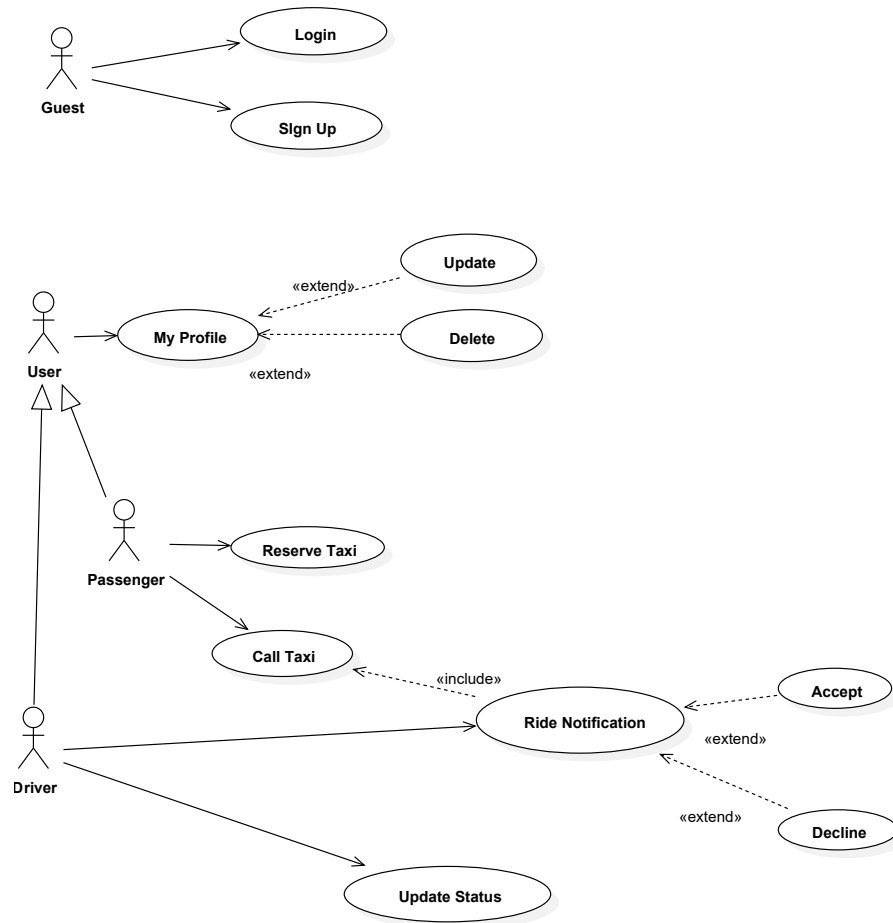 Login
Guest
SIgn Up
Update
«extend»
My Profile
Delete
User
«extend»
Reserve Taxi
Passenger
Call Taxi
«include»
Accept
Ride Notification
«extend»
Driver
«extend»
Decline
Update Status